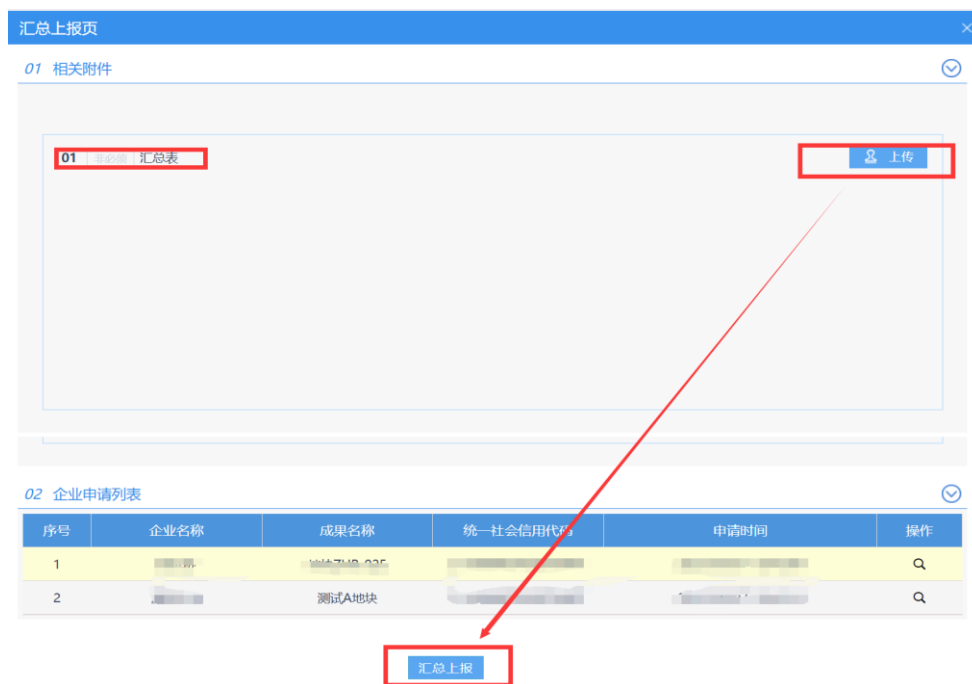 汇总上报页
01 相关附件
01 非必须 汇总表 上传
02 企业申请列表
序号 企业名称 成果名称 统一社会信用代码 申请时间 操作
1
2 测试A地块
汇总上报